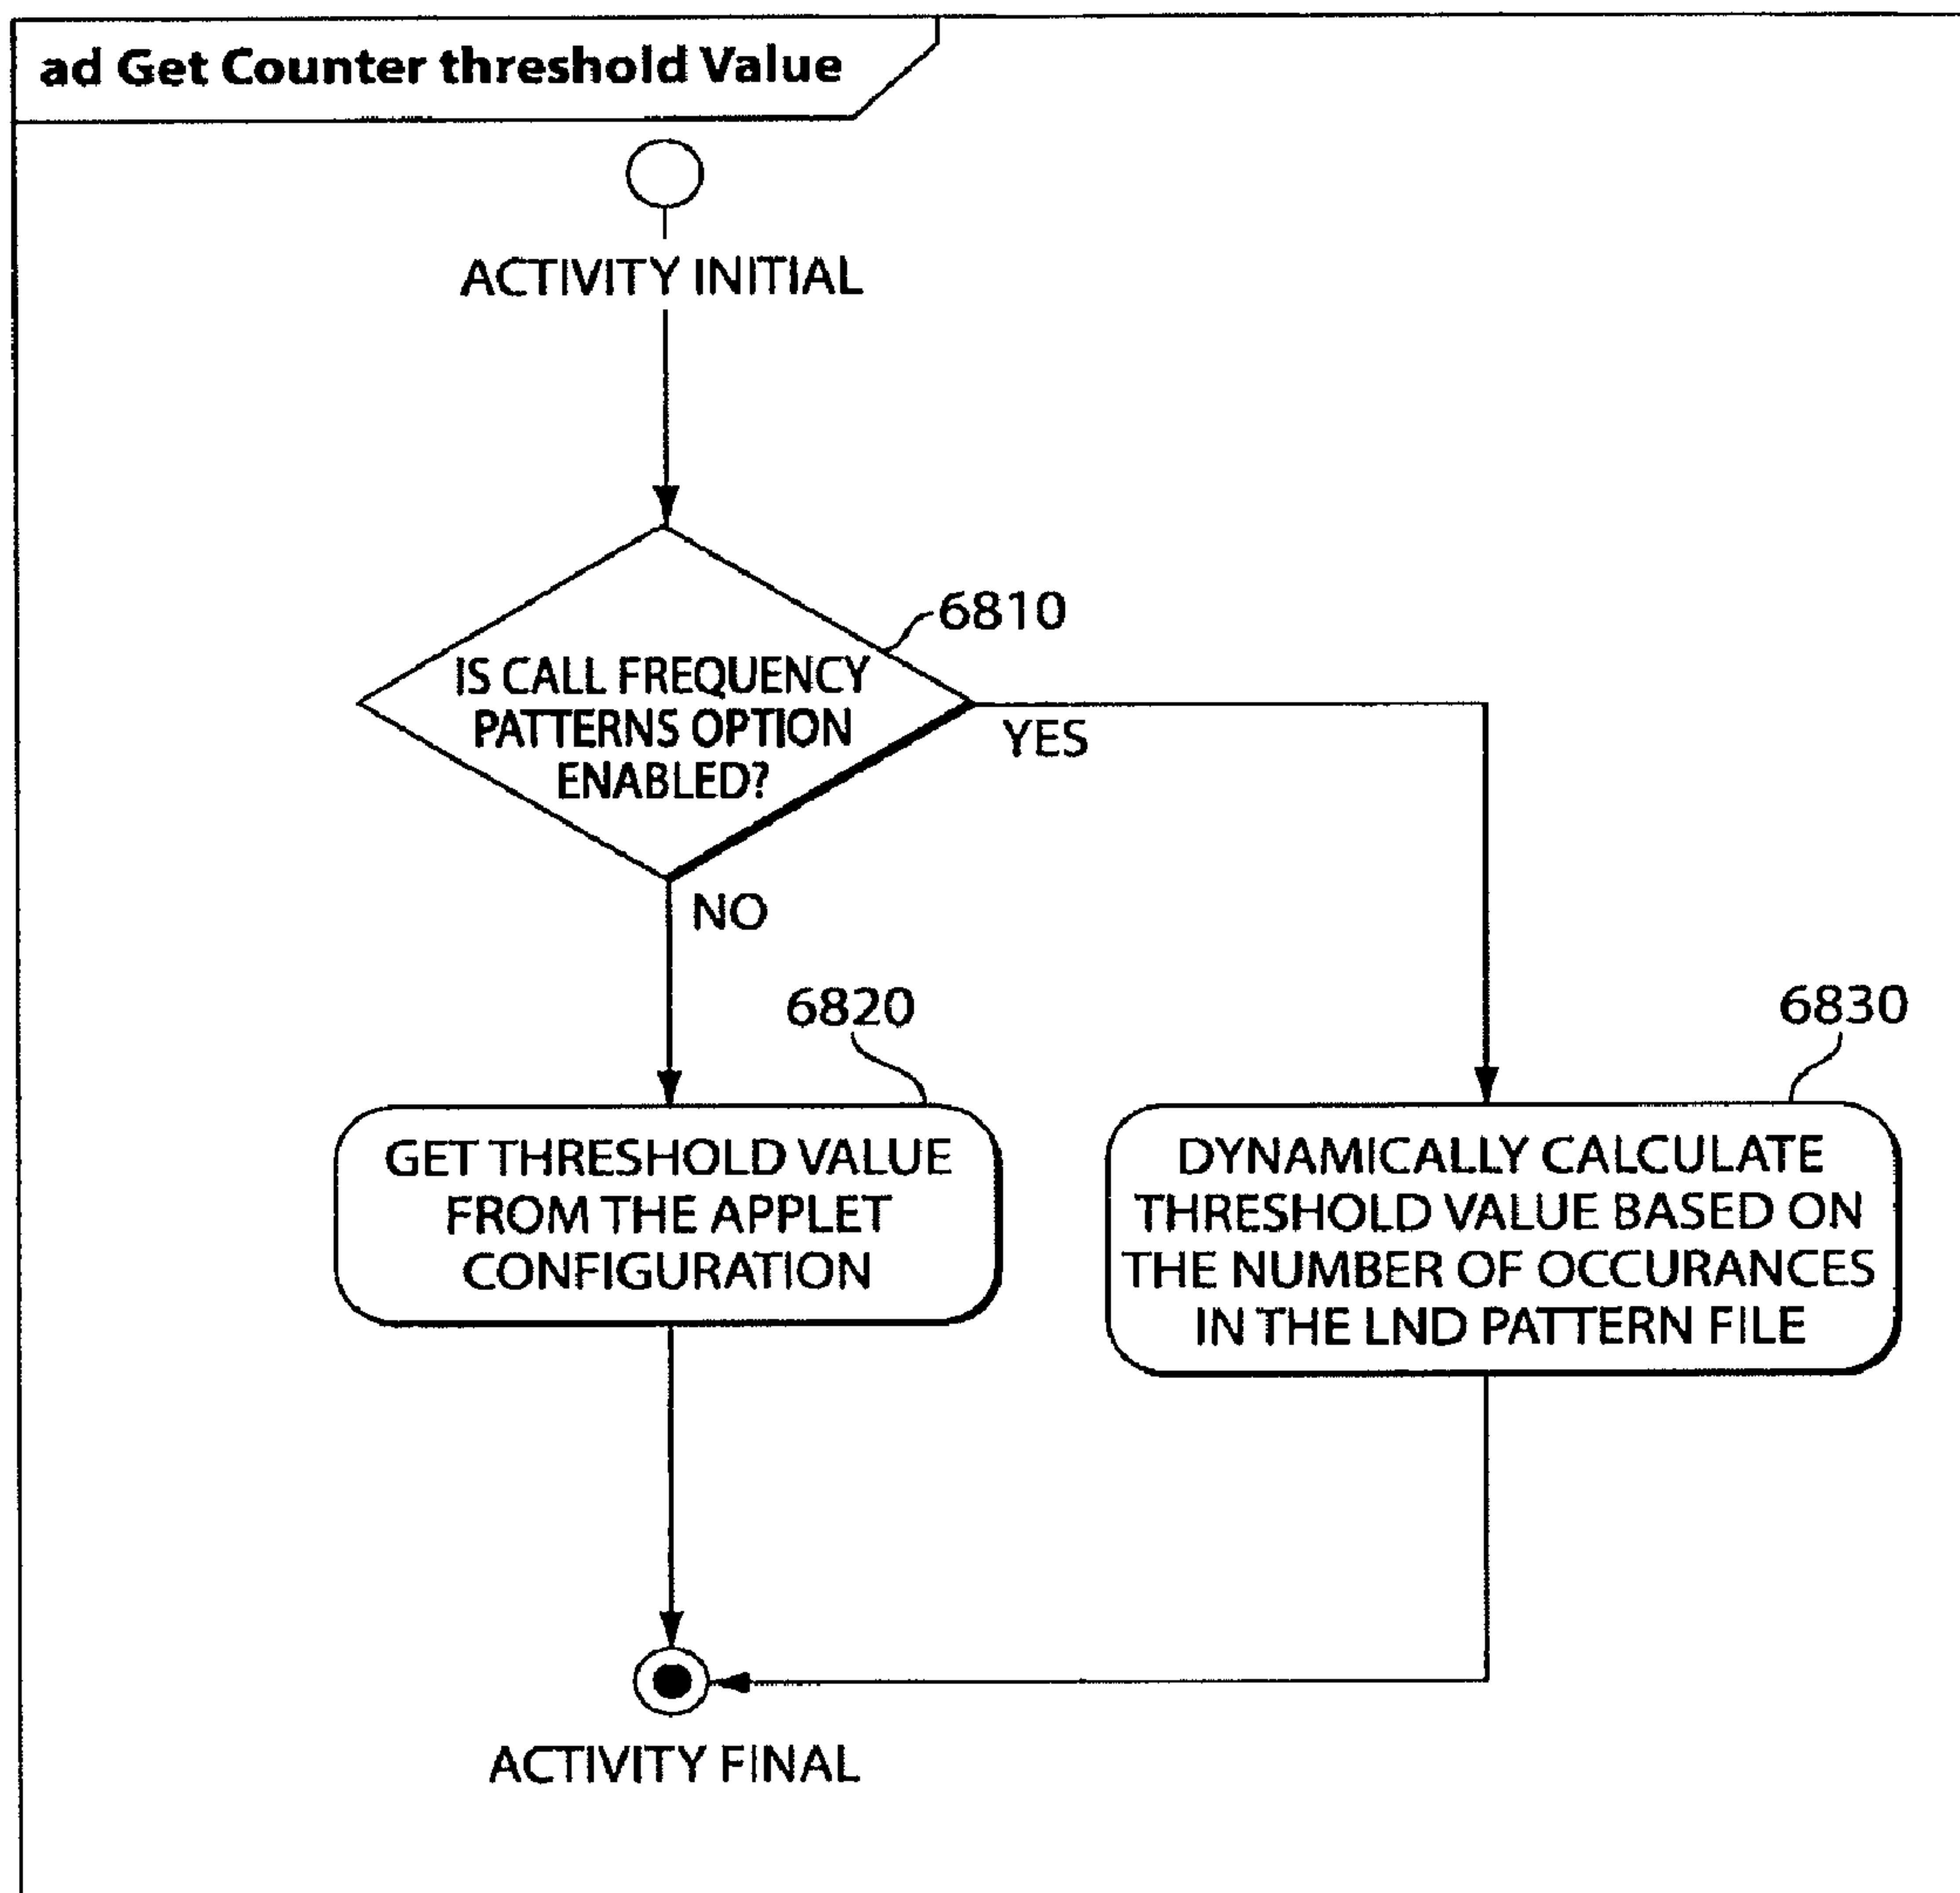 ad Get Counter threshold Value
ACTIVITY INITIAL
6810
IS CALL FREQUENCY
PATTERNS OPTION
ENABLED?
YES
NO
6820
GET THRESHOLD VALUE
FROM THE APPLET
CONFIGURATION
6830
DYNAMICALLY CALCULATE
THRESHOLD VALUE BASED ON
THE NUMBER OF OCCURANCES
IN THE LND PATTERN FILE
ACTIVITY FINAL